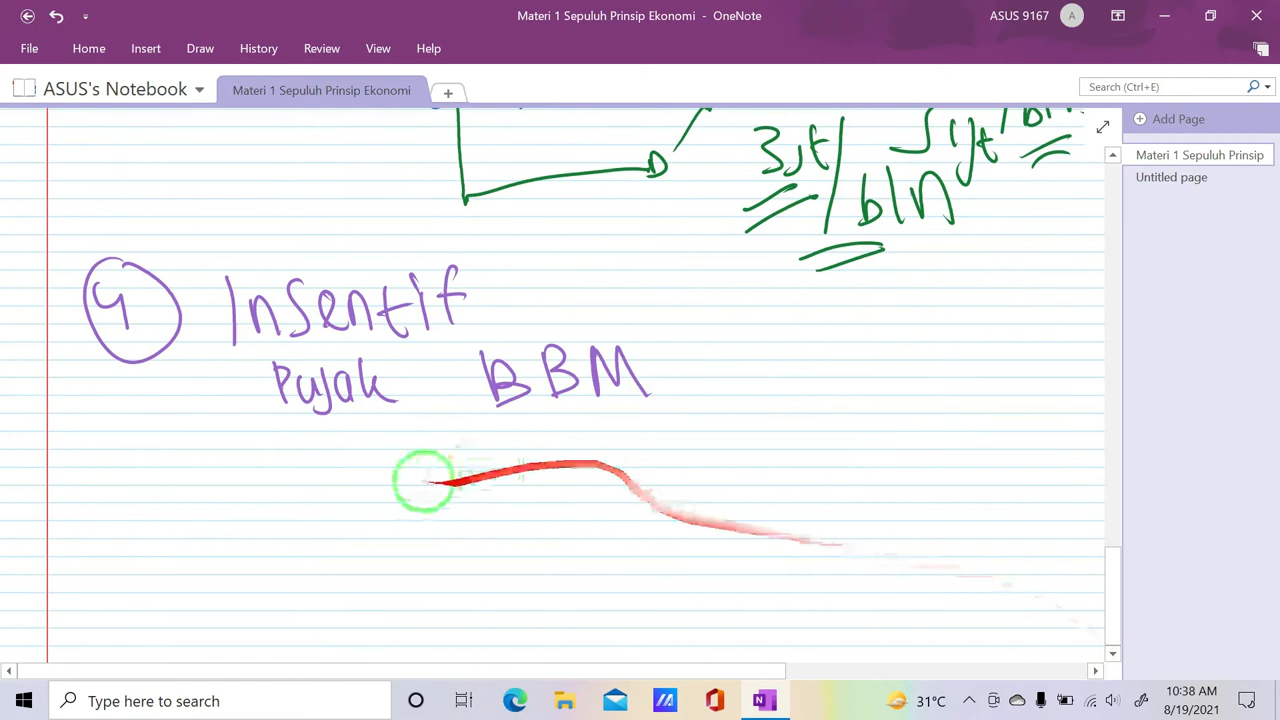 Materi 1 Sepuluh Prinsip Ekonomi - OneNote
ASUS 9167
A
File Home Insert Draw History Review View Help
ASUS's Notebook
Materi 1 Sepuluh Prinsip Ekonomi
Search (Ctrl+E)
Add Page
Materi 1 Sepuluh Prinsip
Untitled page
3jt/
bln
4 Insentif
Pajak BBM
Type here to search
31°C
10:38 AM
8/19/2021